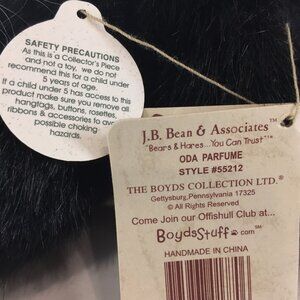 SAFETY PRECAUTIONS
As this is a Collector's Piece
and not a toy, we do not
recommend this for a child under
5 years of age.
If a child under 5 has access to this
product make sure you remove all
hangtags, buttons, rosettes,
ribbons & accessories to avoid
possible choking
hazards.
J.B. Bean & Associates™
"Bears & Hares...You Can Trust"™
ODA PARFUME
STYLE #55212
THE BOYDS COLLECTION LTD.®
Gettysburg, Pennsylvania 17325
© All Rights Reserved
Come Join our Offishull Club at...
BoydsStuff.com℠
HANDMADE IN CHINA